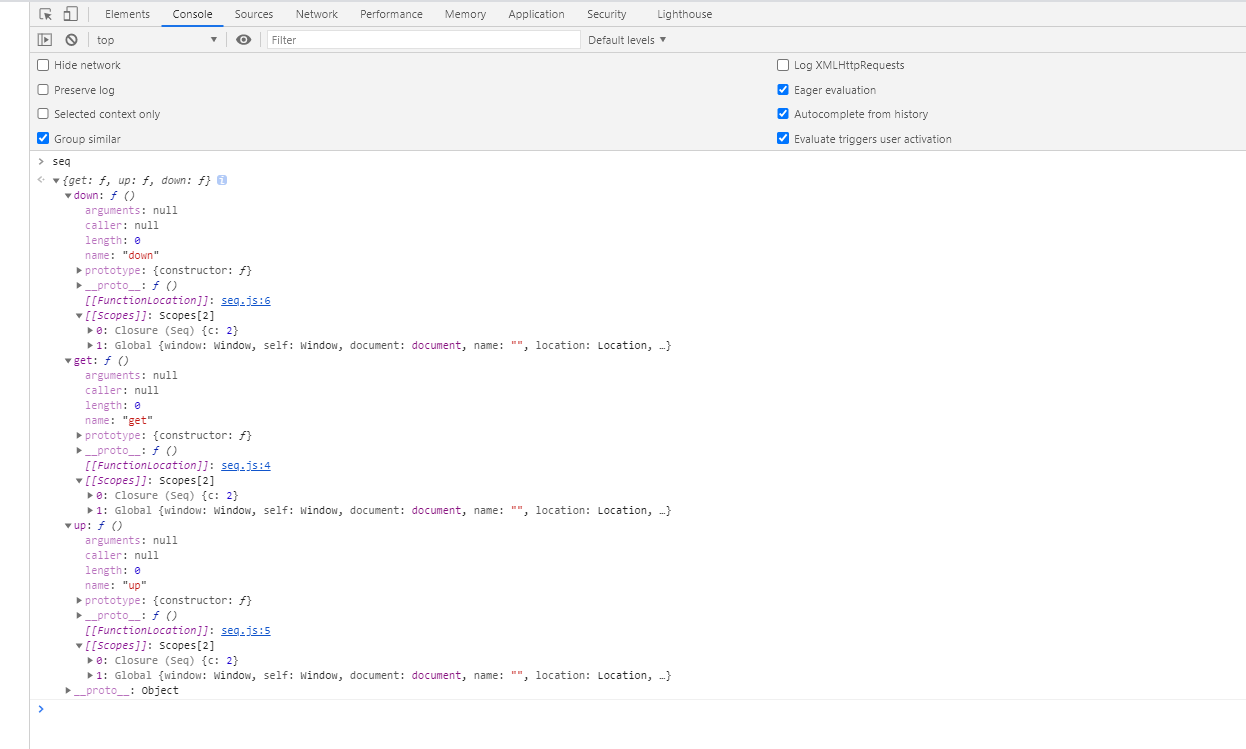 Elements Console Sources Network Performance Memory Application Security Lighthouse
top Filter Default levels
Hide network Log XMLHttpRequests
Preserve log Eager evaluation
Selected context only Autocomplete from history
Group similar Evaluate triggers user activation
> seq
{get: ƒ, up: ƒ, down: ƒ} i
down: ƒ ()
arguments: null
caller: null
length: 0
name: "down"
prototype: {constructor: ƒ}
__proto__: ƒ ()
[[FunctionLocation]]: seq.js:6
[[Scopes]]: Scopes[2]
0: Closure (Seq) {c: 2}
1: Global {window: Window, self: Window, document: document, name: "", location: Location, …}
get: ƒ ()
arguments: null
caller: null
length: 0
name: "get"
prototype: {constructor: ƒ}
__proto__: ƒ ()
[[FunctionLocation]]: seq.js:4
[[Scopes]]: Scopes[2]
0: Closure (Seq) {c: 2}
1: Global {window: Window, self: Window, document: document, name: "", location: Location, …}
up: ƒ ()
arguments: null
caller: null
length: 0
name: "up"
prototype: {constructor: ƒ}
__proto__: ƒ ()
[[FunctionLocation]]: seq.js:5
[[Scopes]]: Scopes[2]
0: Closure (Seq) {c: 2}
1: Global {window: Window, self: Window, document: document, name: "", location: Location, …}
__proto__: Object
>